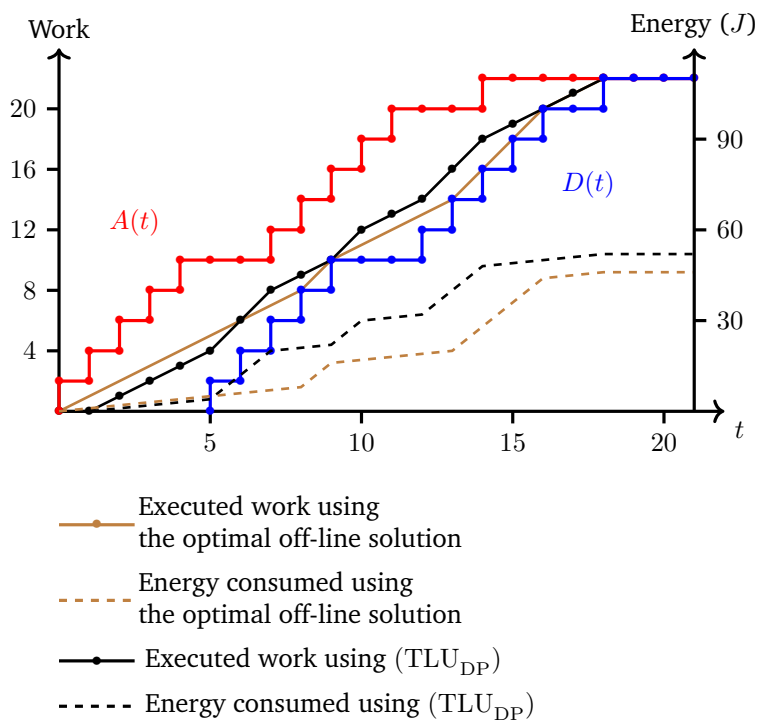 Work
Energy (J)
20
16
12
8
4
90
60
30
A(t)
D(t)
5
10
15
20
t
Executed work using
the optimal off-line solution
Energy consumed using
the optimal off-line solution
Executed work using (TLU_DP)
Energy consumed using (TLU_DP)